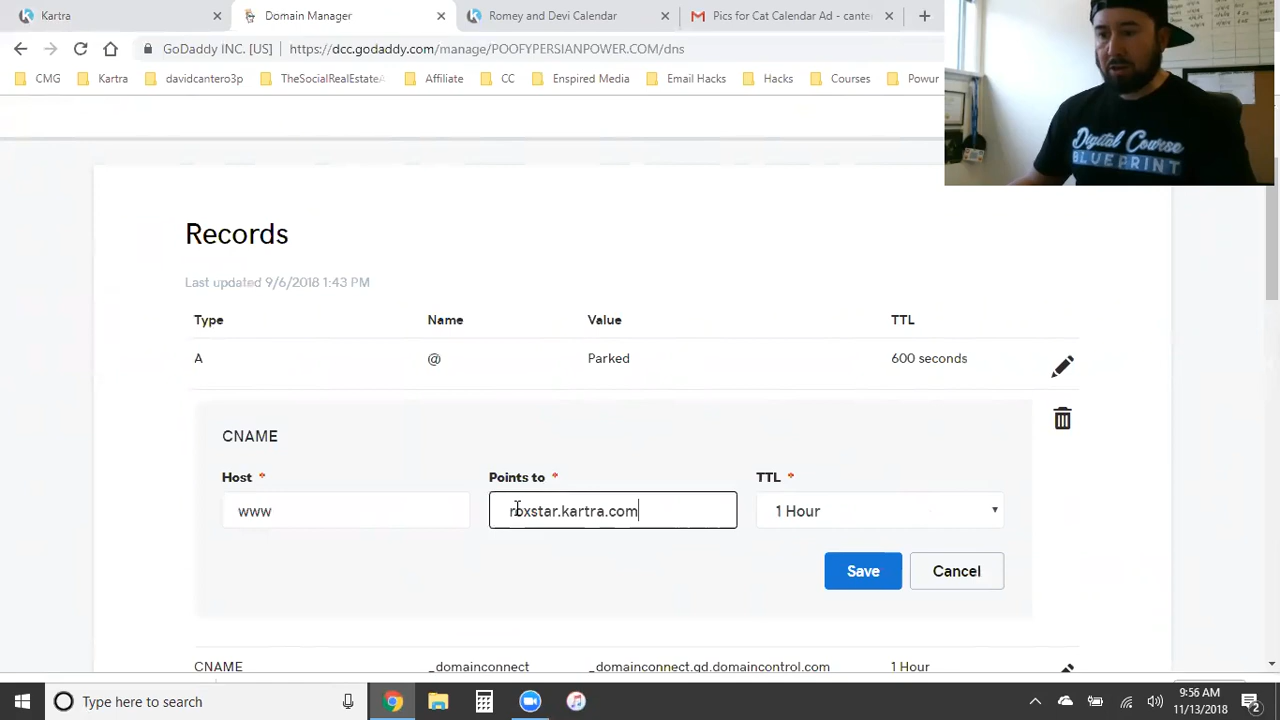 Kartra
Domain Manager
Romey and Dexi Calendar
Pics for Cat Calendar Ad - cante
GoDaddy INC. [US] https://dcc.godaddy.com/manage/POOFYPERSIANPOWER.COM/dns
CMG Kartra davidcantero3p TheSocialRealEstateA Affiliate CC Enspired Media Email Hacks Hacks Courses Powur
Digital Course
BLUEPRINT
Records
Last updated 9/6/2018 1:43 PM
Type Name Value TTL
A @ Parked 600 seconds
CNAME
Host * Points to * TTL *
www roxstar.kartra.com 1 Hour
Save Cancel
CNAME _domainconnect _domainconnect.gd.domaincontrol.com 1 Hour
Type here to search
9:56 AM
11/13/2018
2